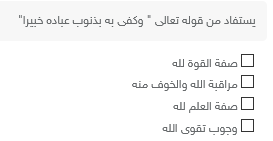 يستفاد من قوله تعالى " وكفى به بذنوب عباده خبيرا"
صفة القوة لله
مراقبة الله والخوف منه
صفة العلم لله
وجوب تقوى الله